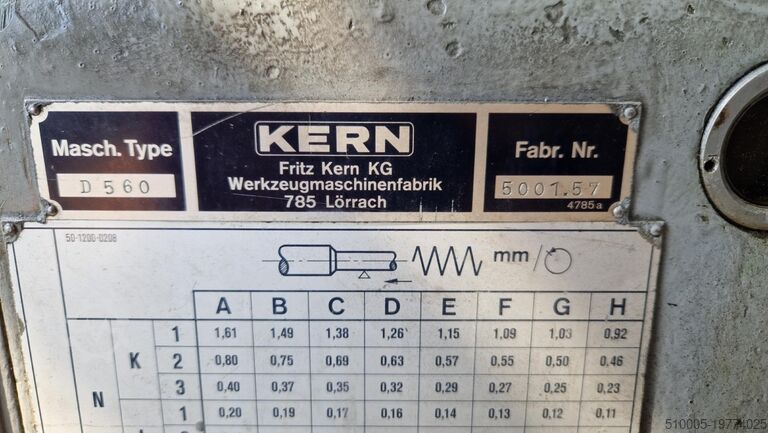 Masch. Type
D 560
KERN
Fritz Kern KG
Werkzeugmaschinenfabrik
785 Lörrach
Fabr. Nr.
5001.57
4785a
50-1200-0208
mm/
A B C D E F G H
N
K
1 1,61 1,49 1,38 1,26 1,15 1,09 1,03 0,92
2 0,80 0,75 0,69 0,63 0,57 0,55 0,50 0,46
3 0,40 0,37 0,35 0,32 0,29 0,27 0,25 0,23
1 0,20 0,19 0,17 0,16 0,14 0,13 0,12 0,11
510005-19774025